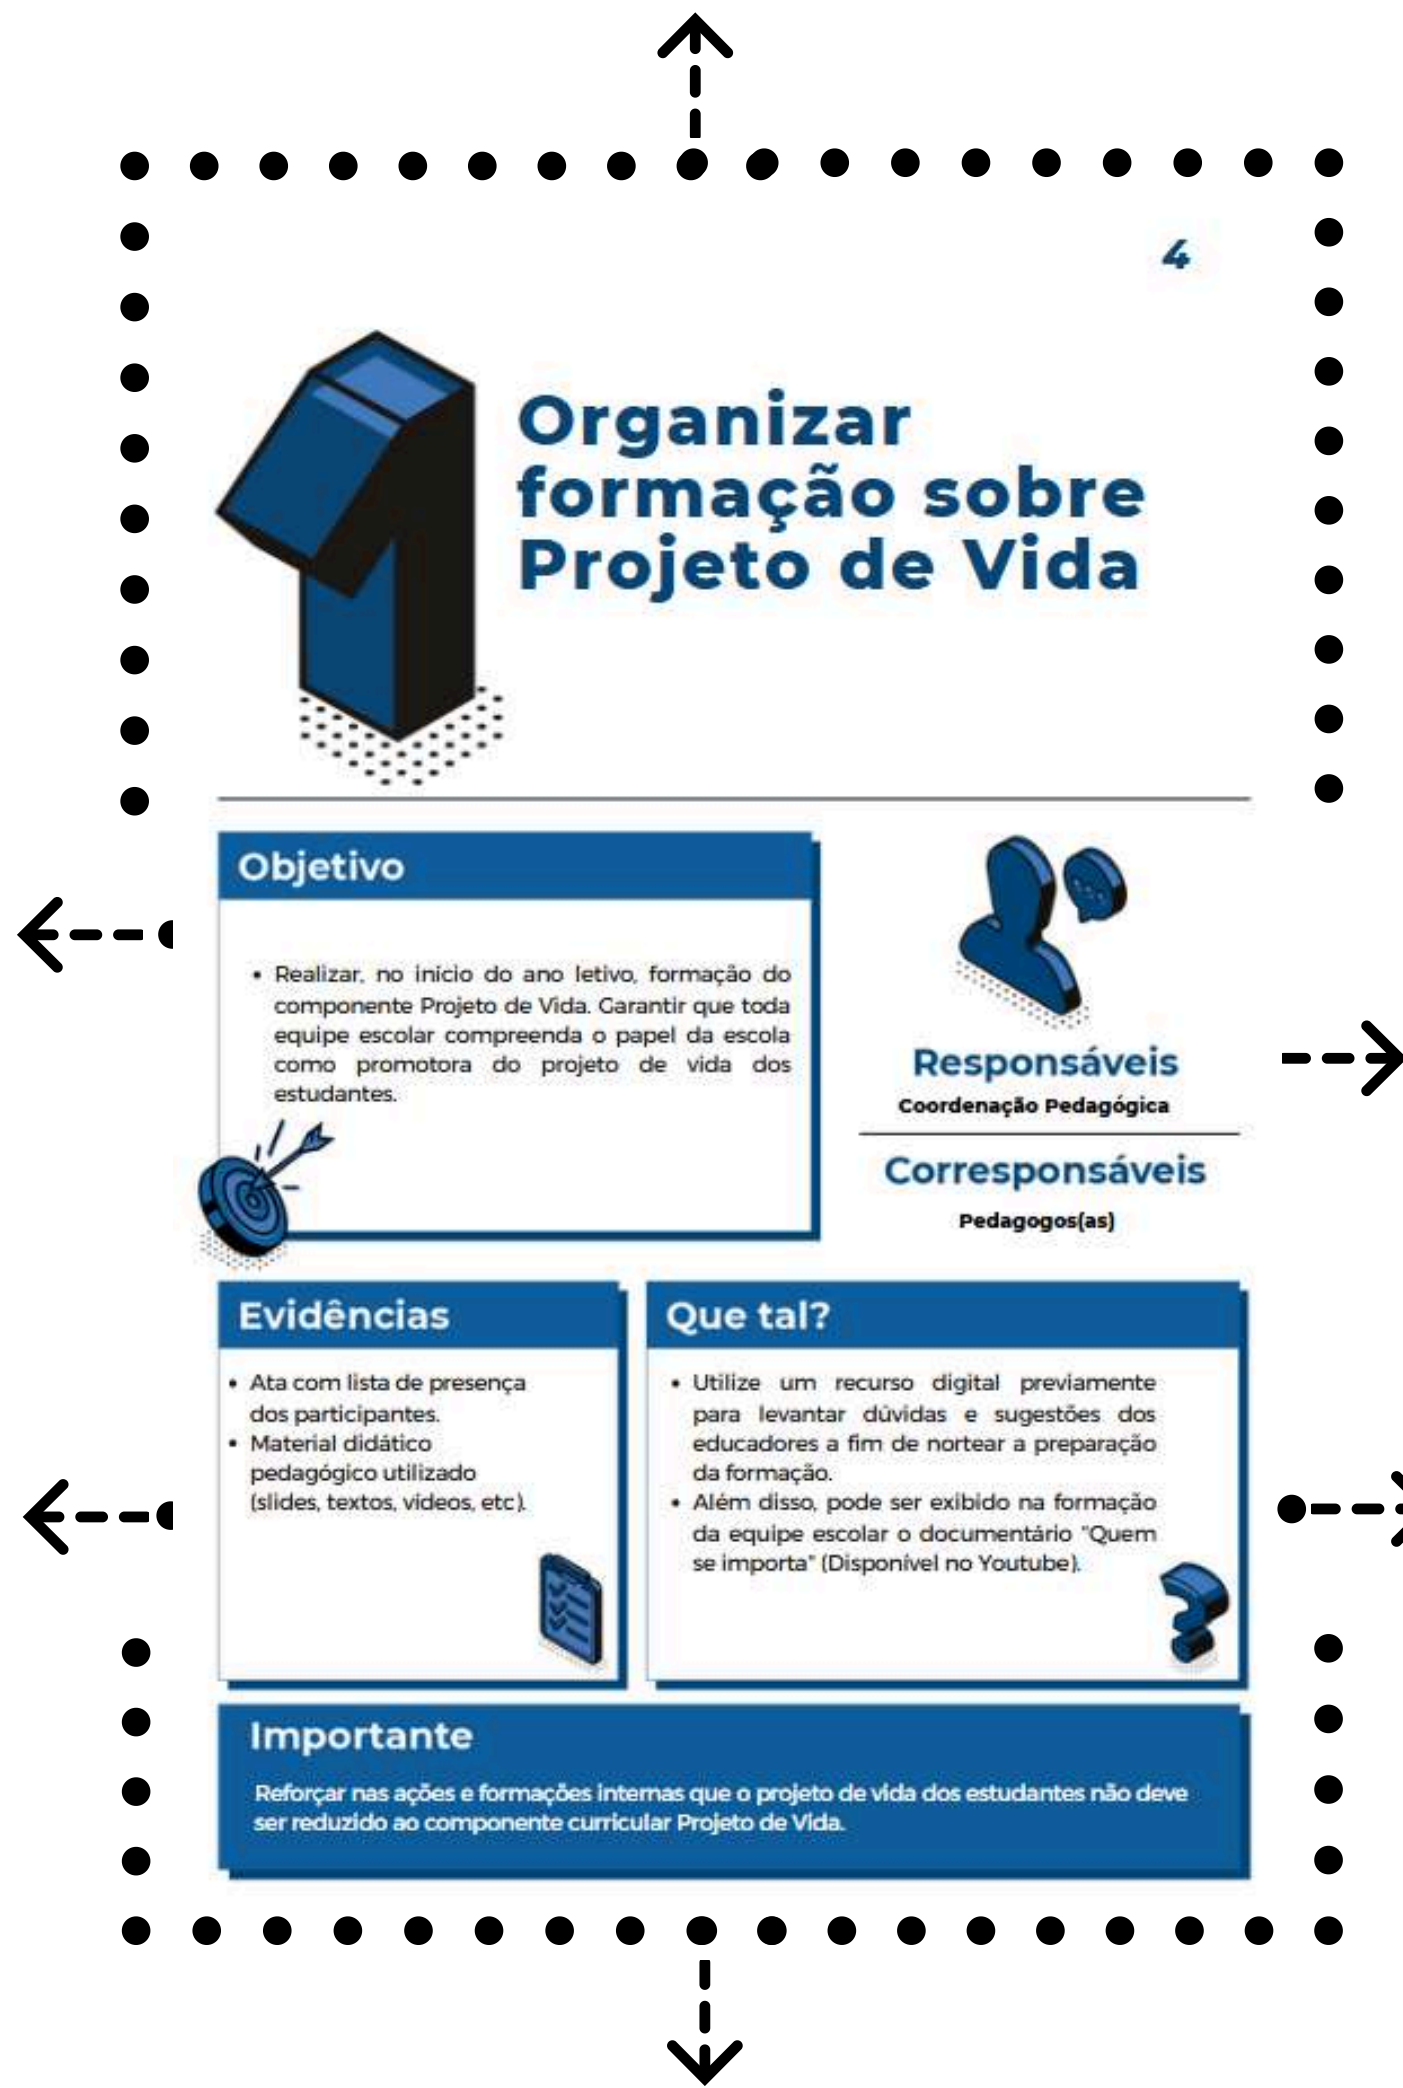 4
1
Organizar
formação sobre
Projeto de Vida
Objetivo
• Realizar, no início do ano letivo, formação do
componente Projeto de Vida. Garantir que toda
equipe escolar compreenda o papel da escola
como promotora do projeto de vida dos
estudantes.
Responsáveis
Coordenação Pedagógica
Corresponsáveis
Pedagogos(as)
Evidências
• Ata com lista de presença
dos participantes.
• Material didático
pedagógico utilizado
(slides, textos, vídeos, etc).
Que tal?
• Utilize um recurso digital previamente
para levantar dúvidas e sugestões dos
educadores a fim de nortear a preparação
da formação.
• Além disso, pode ser exibido na formação
da equipe escolar o documentário "Quem
se importa" (Disponível no Youtube).
Importante
Reforçar nas ações e formações internas que o projeto de vida dos estudantes não deve
ser reduzido ao componente curricular Projeto de Vida.